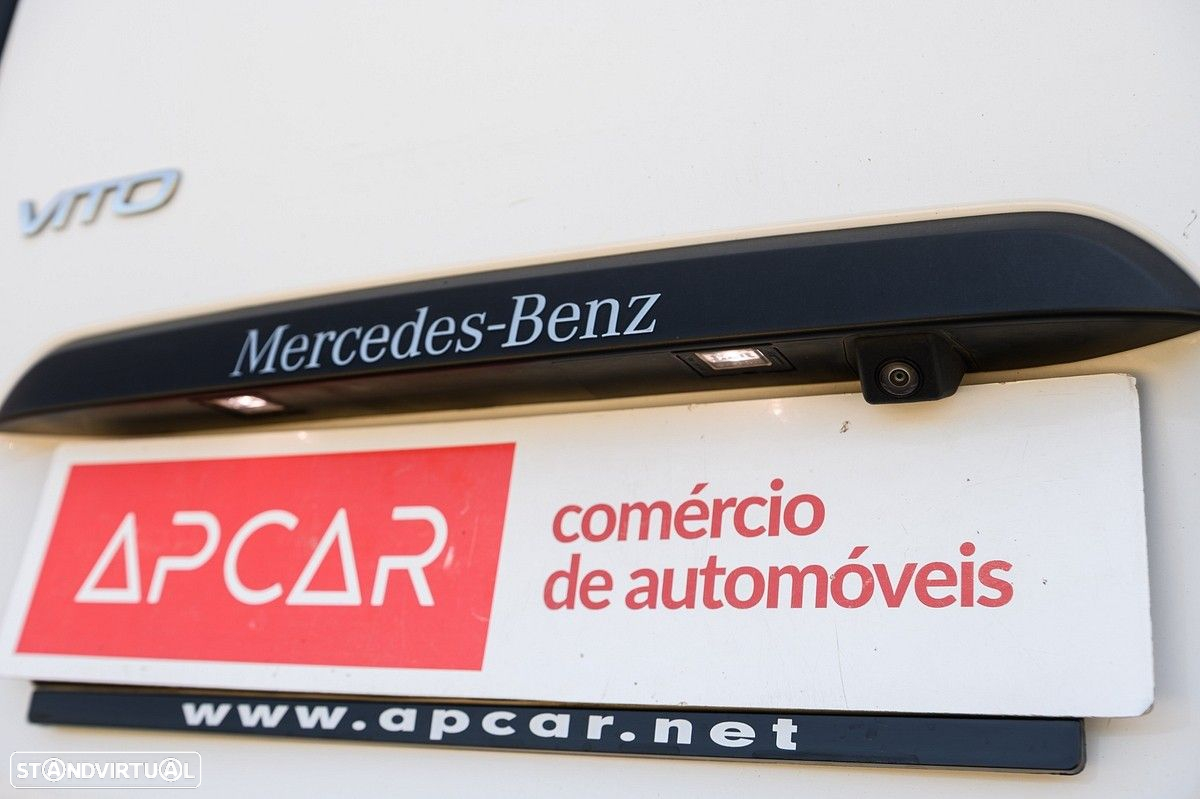 VITO
Mercedes-Benz
APCAR
comércio
de automóveis
www.apcar.net
STANDVIRTUAL